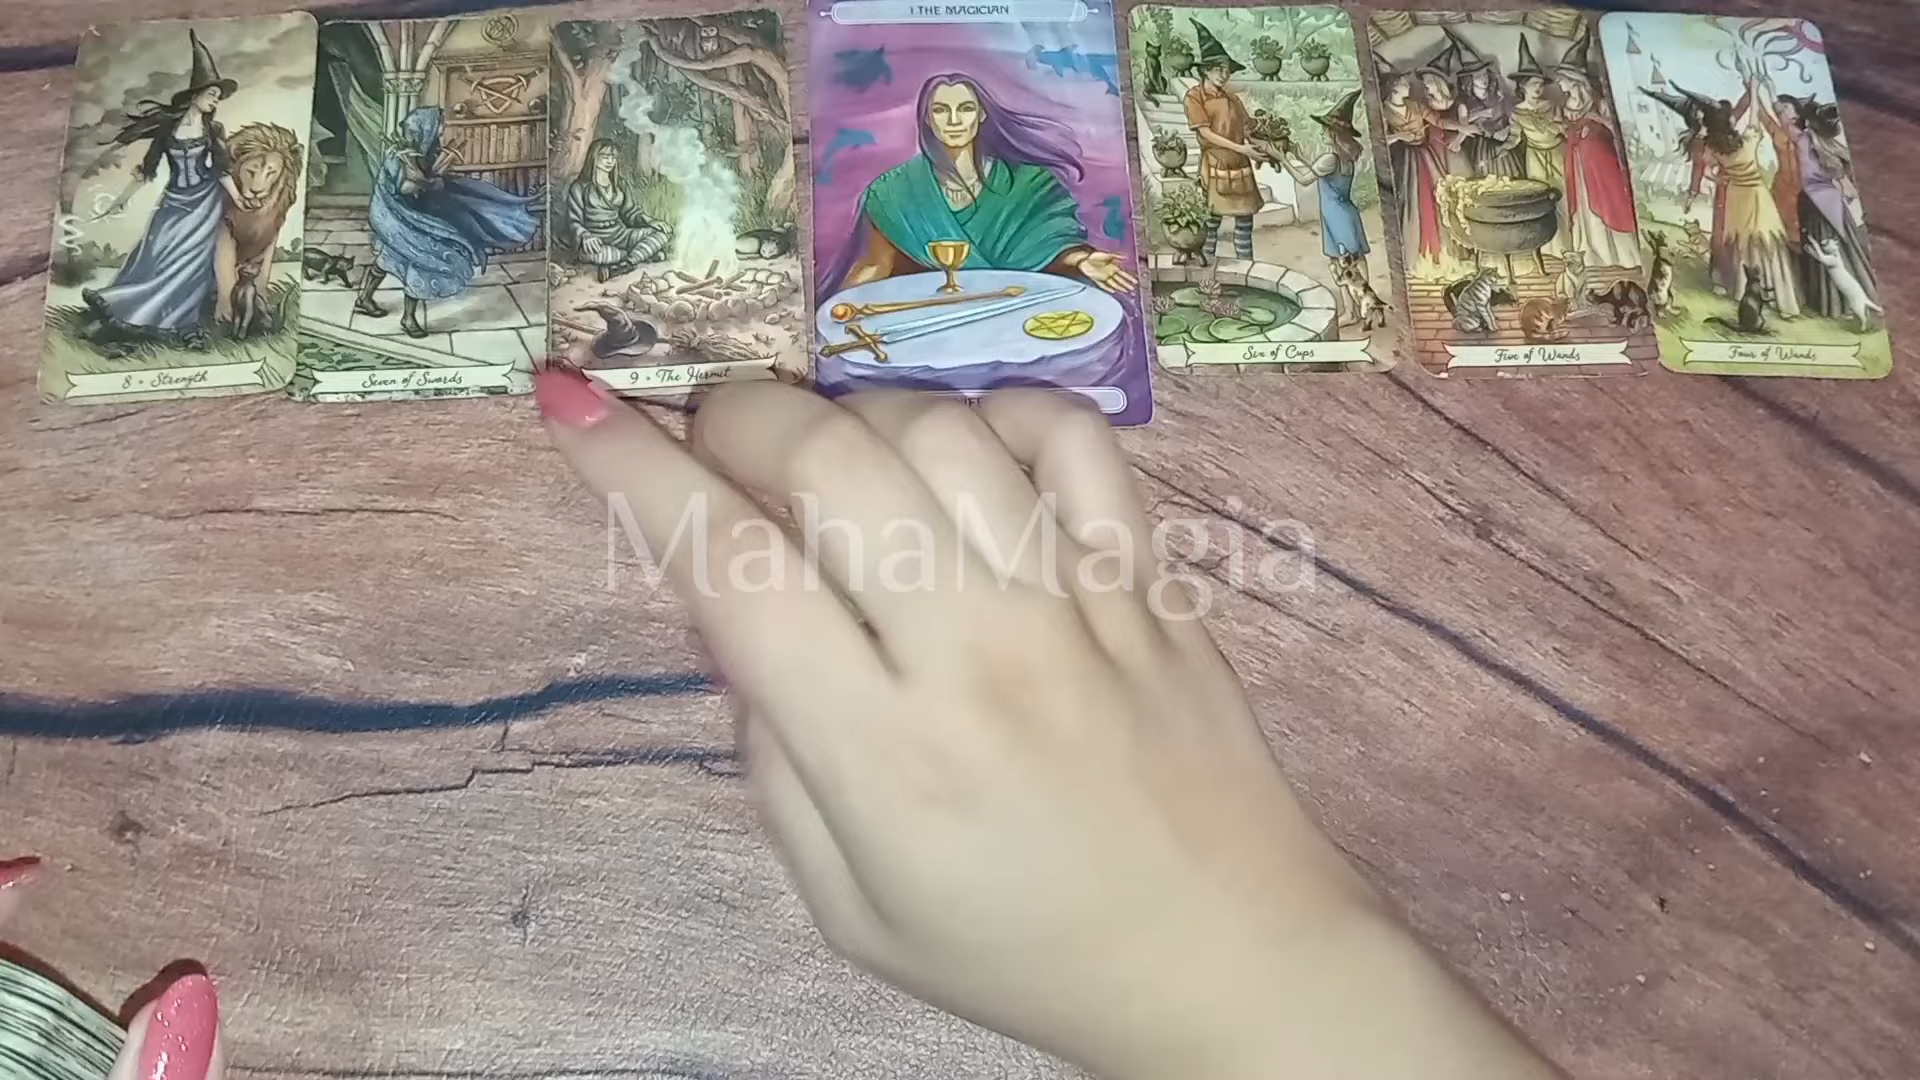 I THE MAGICIAN
8 • Strength
Seven of Swords
9 • The Hermit
Six of Cups
Five of Wands
Four of Wands
MahaMagia